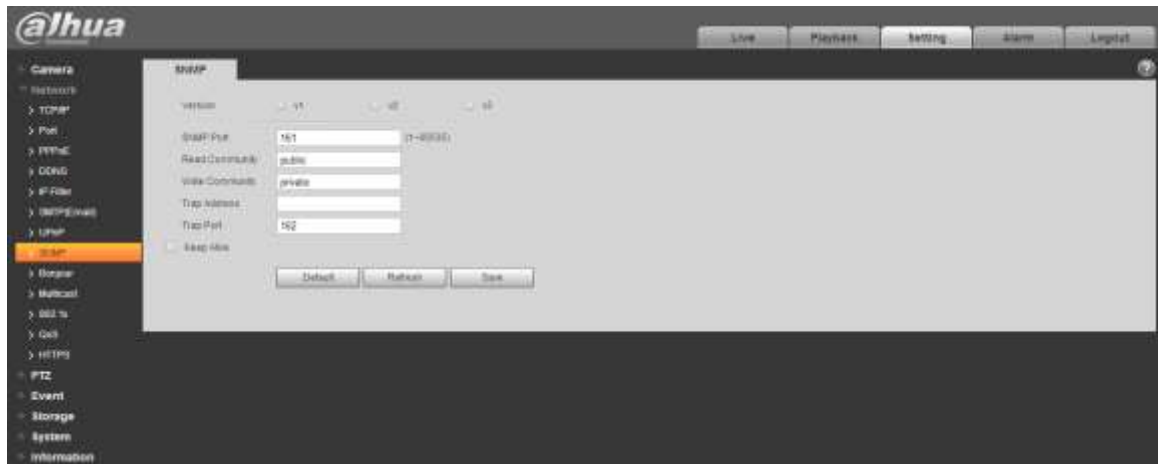 alhua
Live Playback Setting Alarm Logout
Camera
Network
TCP/IP
Port
PPPoE
DDNS
IP Filter
SMTP(Email)
UPnP
SNMP
Bonjour
Multicast
802.1x
QoS
HTTPS
PTZ
Event
Storage
System
Information
SNMP
Version v1 v2 v3
SNMP Port 161 (1~65535)
Read Community public
Write Community private
Trap Address
Trap Port 162
Keep Alive
Default Refresh Save